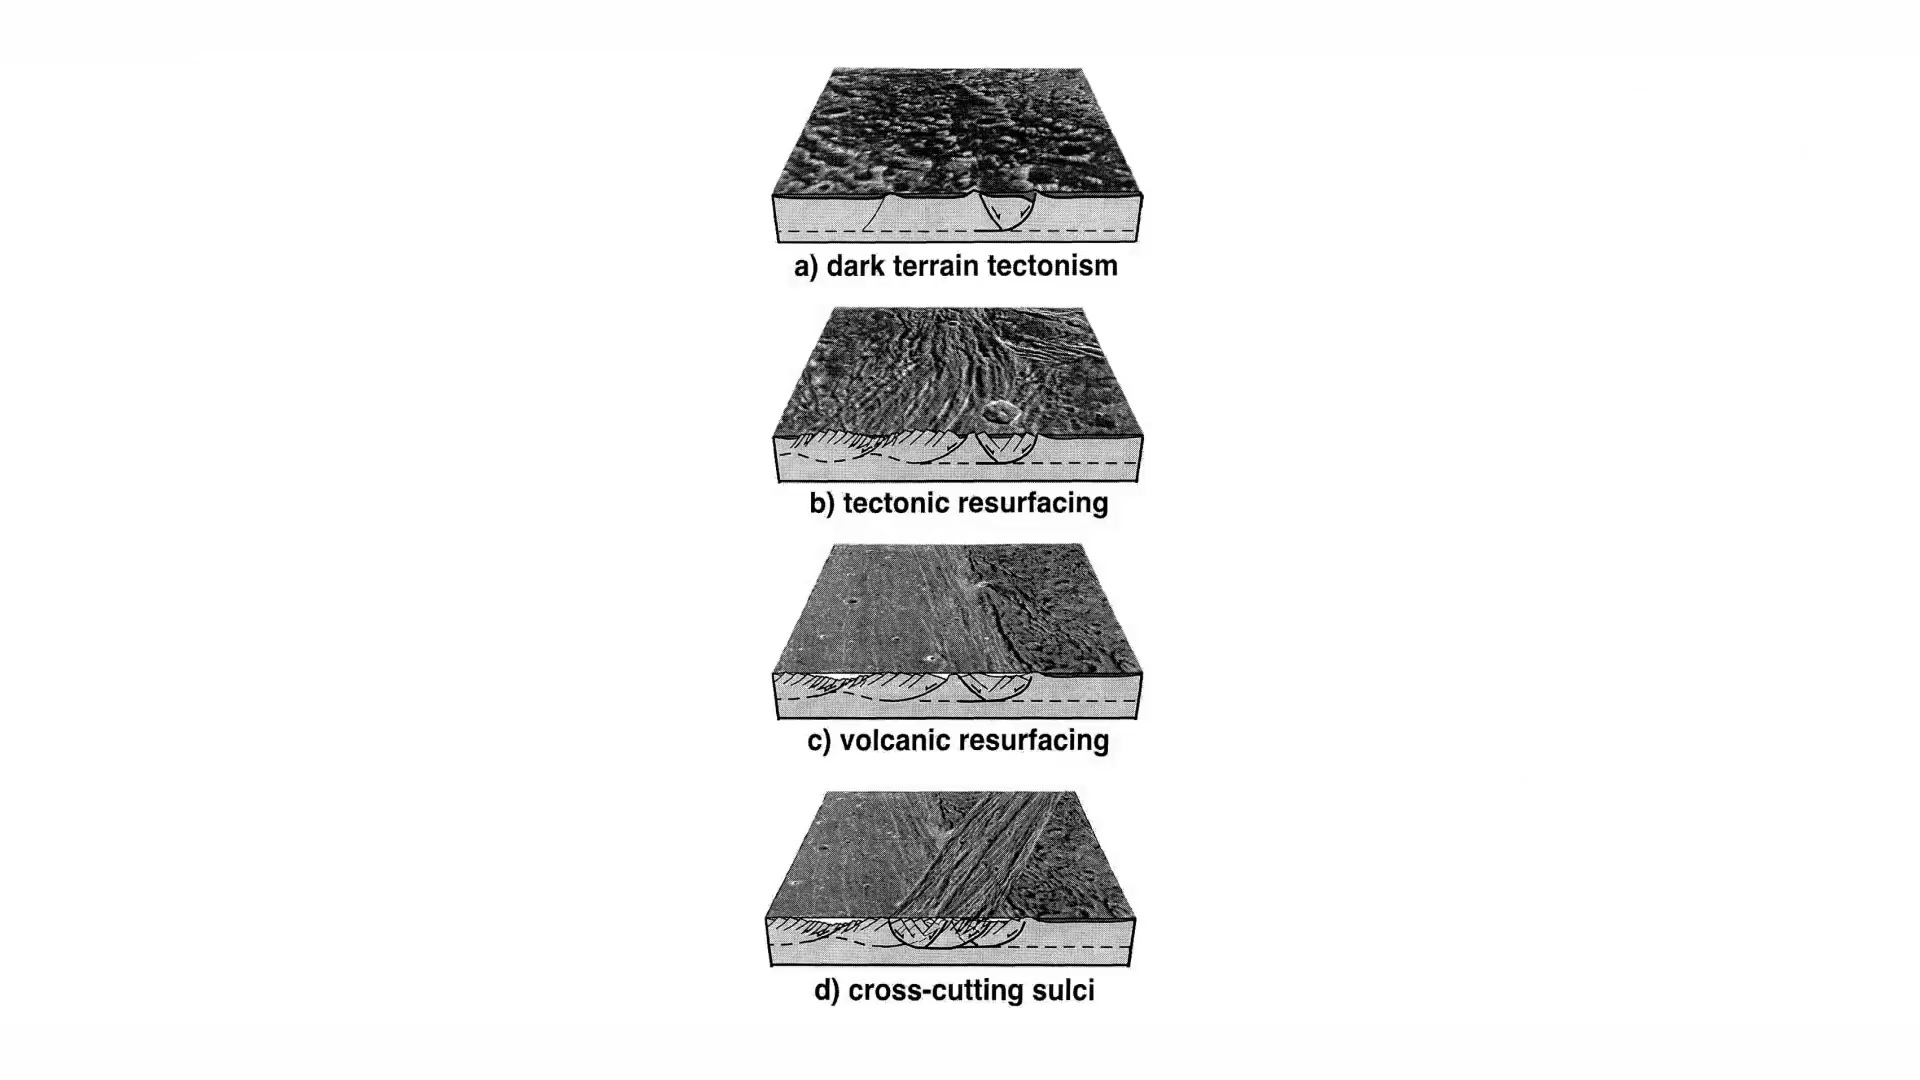 a) dark terrain tectonism
b) tectonic resurfacing
c) volcanic resurfacing
d) cross-cutting sulci